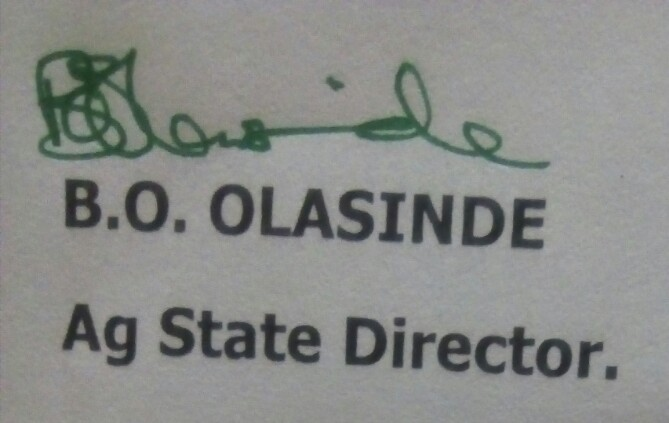 B.O. OLASINDE
Ag State Director.